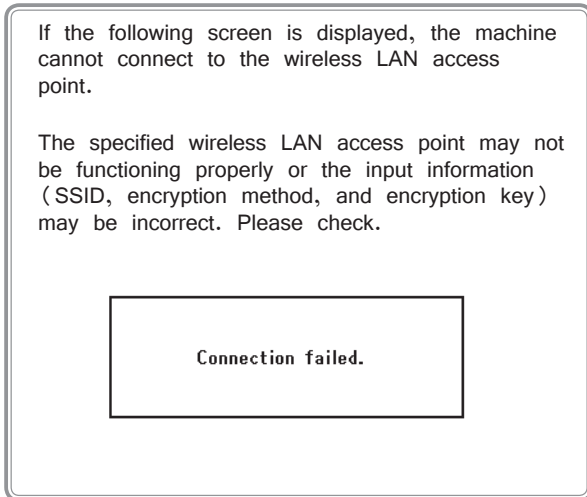 If the following screen is displayed, the machine
cannot connect to the wireless LAN access
point.
The specified wireless LAN access point may not
be functioning properly or the input information
(SSID, encryption method, and encryption key)
may be incorrect. Please check.
Connection failed.